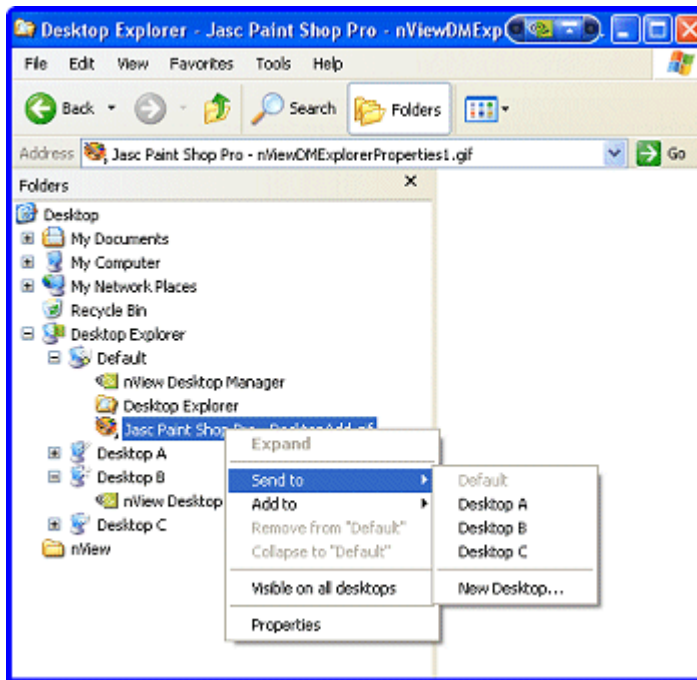 Desktop Explorer - Jasc Paint Shop Pro - nViewDMExp
File Edit View Favorites Tools Help
Back Search Folders
Address Jasc Paint Shop Pro - nViewDMExplorerProperties1.gif Go
Folders
Desktop
My Documents
My Computer
My Network Places
Recycle Bin
Desktop Explorer
Default
nView Desktop Manager
Desktop Explorer
Jasc Paint Shop Pro - DesktopAdd.gif
Desktop A
Desktop B
nView Desktop
Desktop C
nView
Expand
Send to
Add to
Remove from "Default"
Collapse to "Default"
Visible on all desktops
Properties
Default
Desktop A
Desktop B
Desktop C
New Desktop...